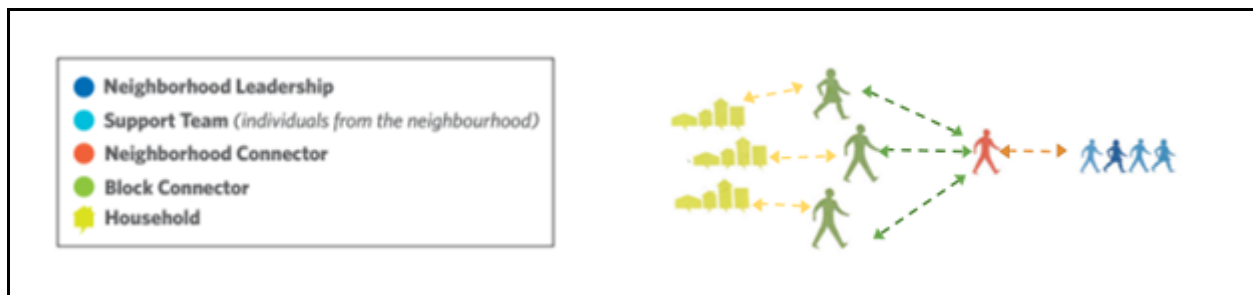 Neighborhood Leadership
Support Team (individuals from the neighbourhood)
Neighborhood Connector
Block Connector
Household